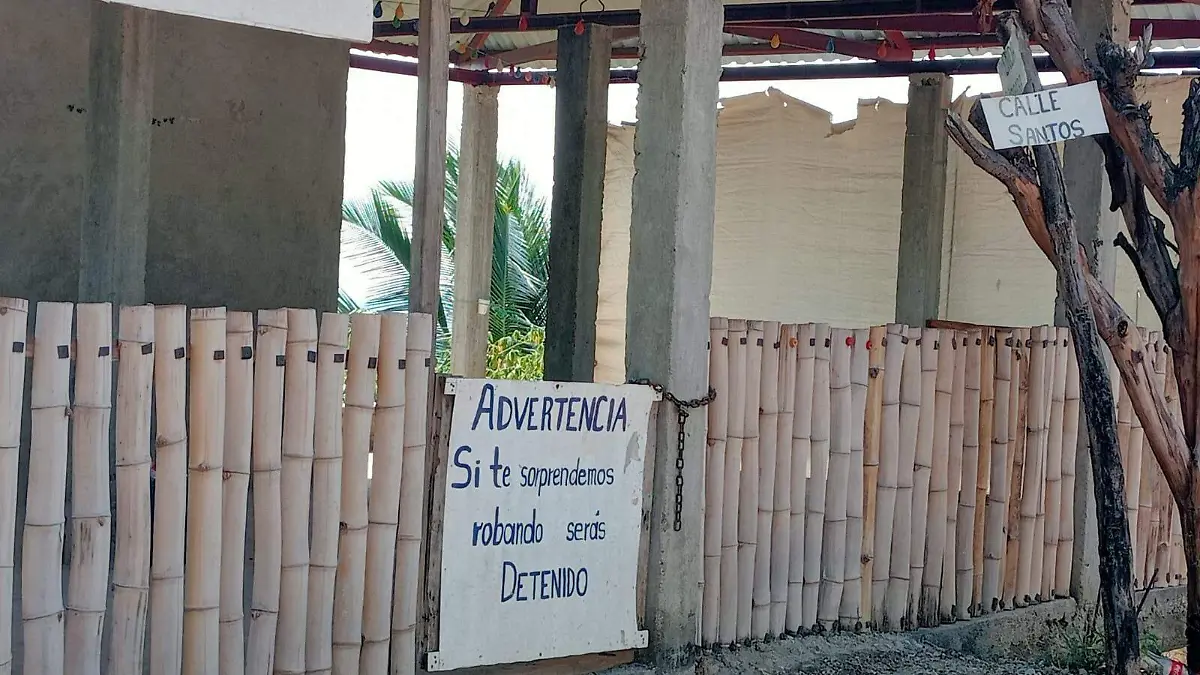 CALLE
SANTOS
ADVERTENCIA
Si te sorprendemos
robando serás
DETENIDO